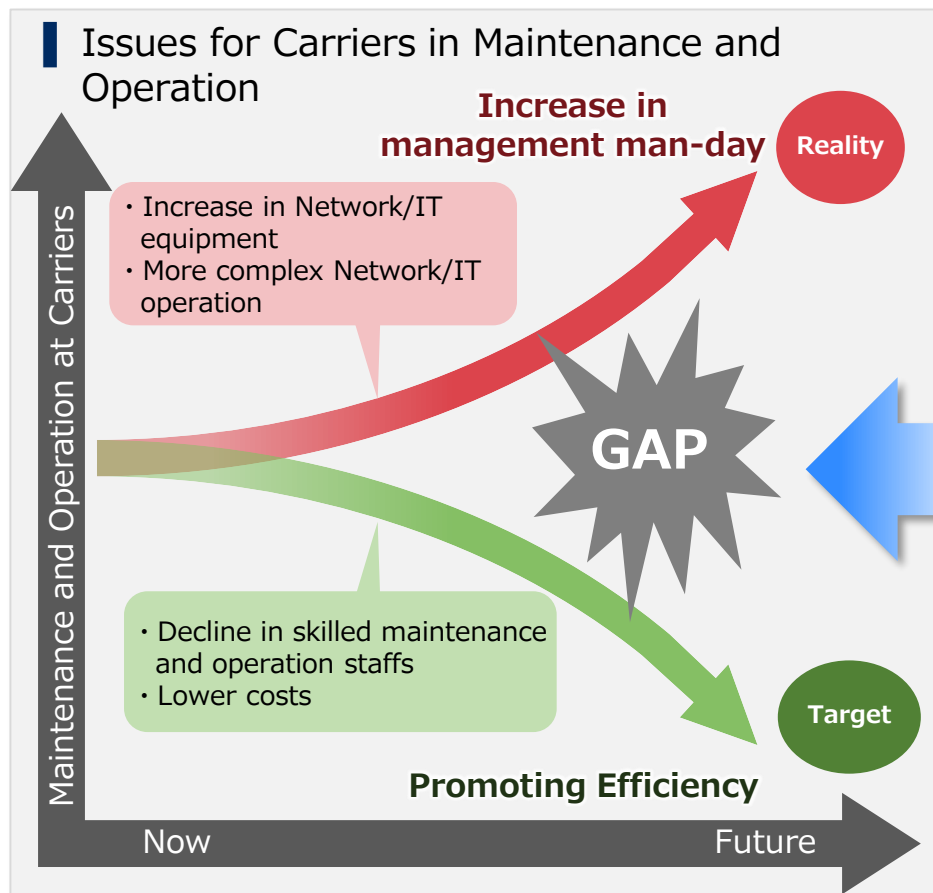 Issues for Carriers in Maintenance and
Operation
Increase in
management man-day
Reality
・Increase in Network/IT
equipment
・More complex Network/IT
operation
Maintenance and Operation at Carriers
GAP
・Decline in skilled maintenance
and operation staffs
・Lower costs
Target
Promoting Efficiency
Now
Future